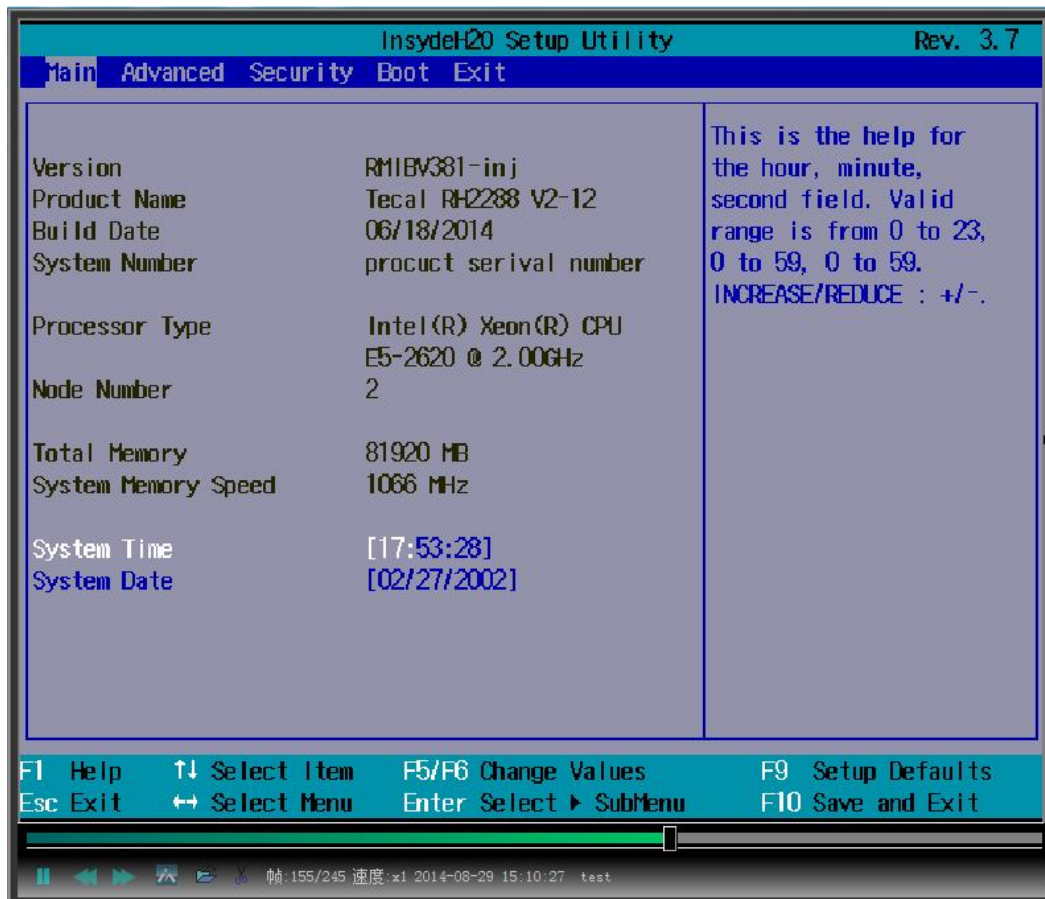 InsydeH20 Setup Utility Rev. 3.7
Main Advanced Security Boot Exit
Version RMIBV381-inj
Product Name Tecal RH2288 V2-12
Build Date 06/18/2014
System Number procuct serival number
Processor Type Intel(R) Xeon(R) CPU
E5-2620 @ 2.00GHz
Node Number 2
Total Memory 81920 MB
System Memory Speed 1066 MHz
System Time [17:53:28]
System Date [02/27/2002]
This is the help for
the hour, minute,
second field. Valid
range is from 0 to 23,
0 to 59, 0 to 59.
INCREASE/REDUCE : +/-.
F1 Help ↑↓ Select Item F5/F6 Change Values F9 Setup Defaults
Esc Exit ↔ Select Menu Enter Select ▶ SubMenu F10 Save and Exit
帧:155/245 速度:x1 2014-08-29 15:10:27 test